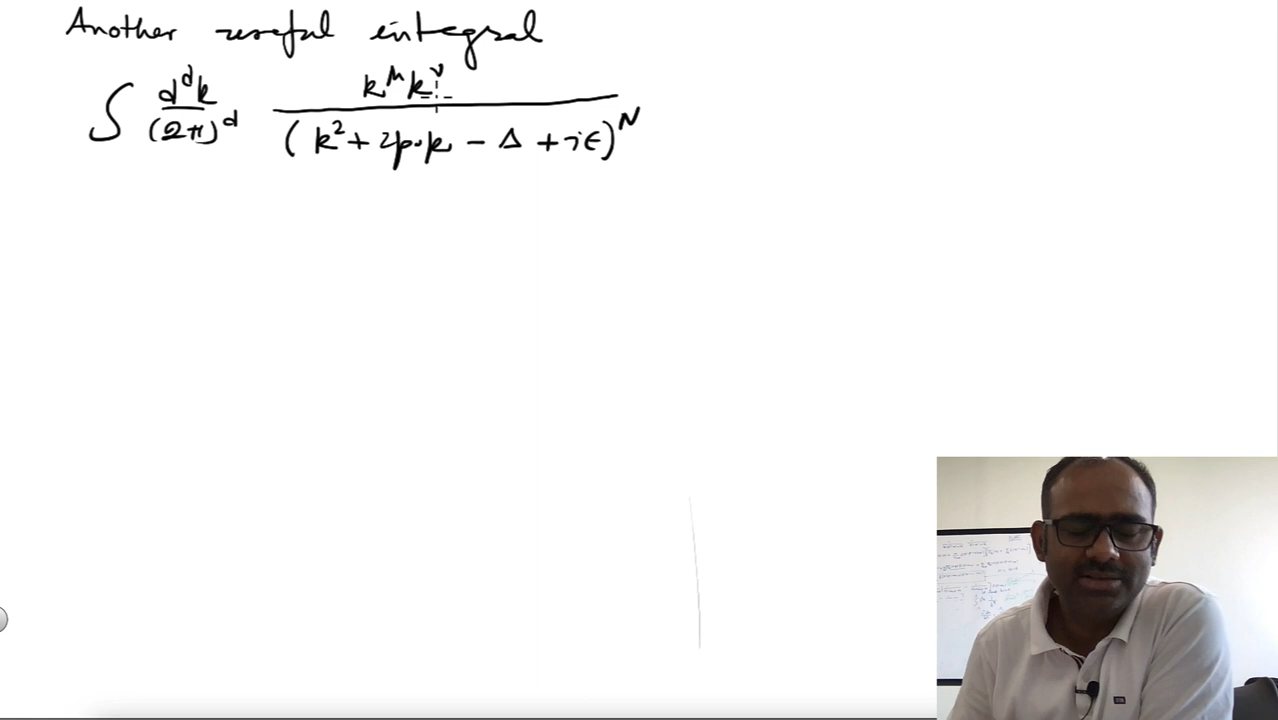 Another useful integral
∫ d^d k / (2π)^d  k^μ k^ν / (k² + 2p·k − Δ + iϵ)^N